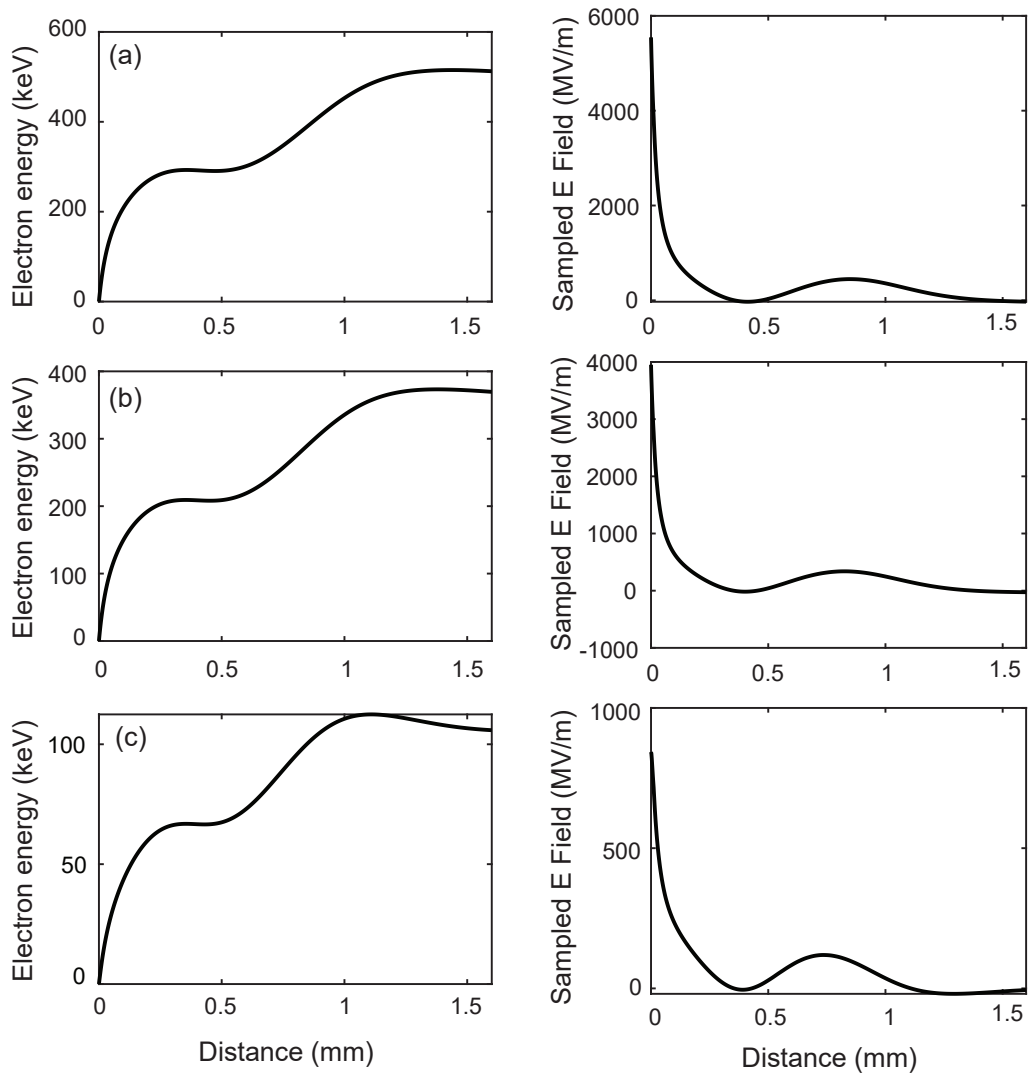 (a)
Electron energy (keV)
600
400
200
0
0 0.5 1 1.5
Sampled E Field (MV/m)
6000
4000
2000
0
0 0.5 1 1.5
(b)
Electron energy (keV)
400
300
200
100
0
0 0.5 1 1.5
Sampled E Field (MV/m)
4000
3000
2000
1000
0
-1000
0 0.5 1 1.5
(c)
Electron energy (keV)
100
50
0
0 0.5 1 1.5
Distance (mm)
Sampled E Field (MV/m)
1000
500
0
0 0.5 1 1.5
Distance (mm)